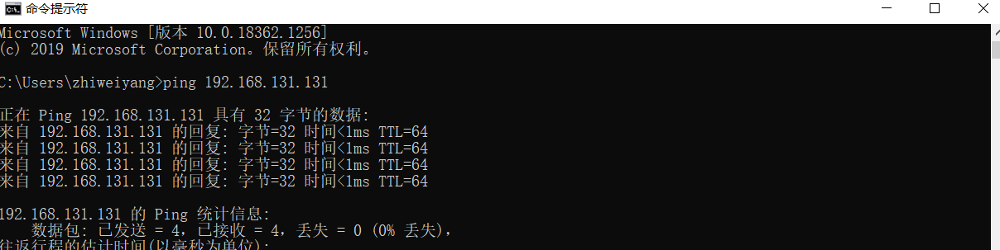 命令提示符
Microsoft Windows [版本 10.0.18362.1256]
(c) 2019 Microsoft Corporation。保留所有权利。
C:\Users\zhiweiyang>ping 192.168.131.131
正在 Ping 192.168.131.131 具有 32 字节的数据:
来自 192.168.131.131 的回复: 字节=32 时间<1ms TTL=64
来自 192.168.131.131 的回复: 字节=32 时间<1ms TTL=64
来自 192.168.131.131 的回复: 字节=32 时间<1ms TTL=64
来自 192.168.131.131 的回复: 字节=32 时间<1ms TTL=64
192.168.131.131 的 Ping 统计信息:
数据包: 已发送 = 4，已接收 = 4，丢失 = 0 (0% 丢失)，
往返行程的估计时间(以毫秒为单位):